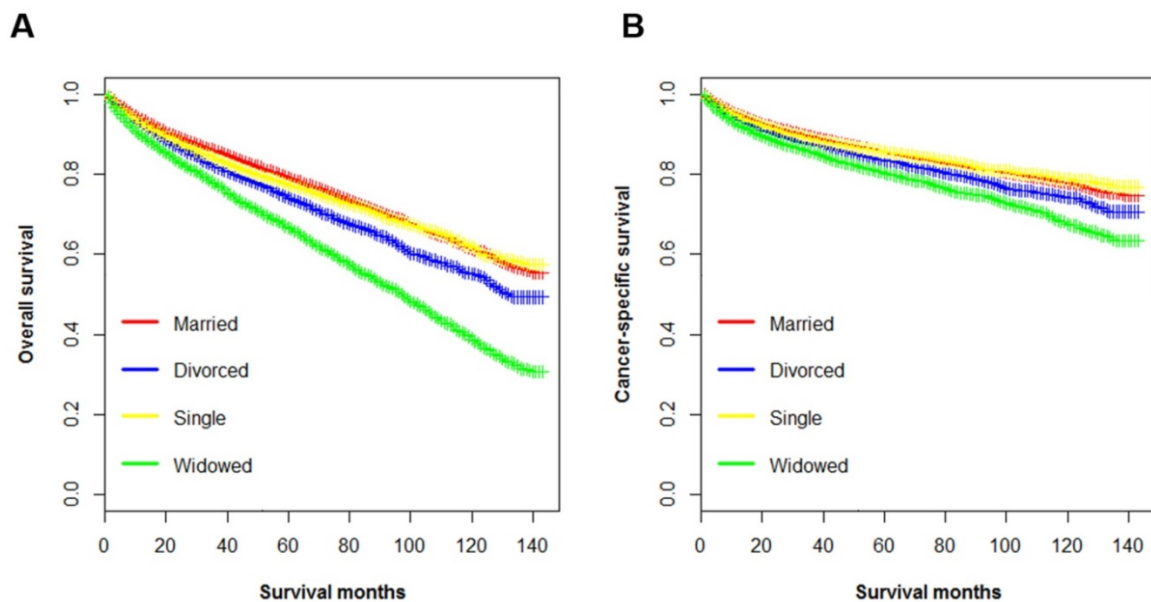 A
Overall survival
1.0
0.8
0.6
0.4
0.2
0.0
Married
Divorced
Single
Widowed
0 20 40 60 80 100 120 140
Survival months
B
Cancer-specific survival
1.0
0.8
0.6
0.4
0.2
0.0
Married
Divorced
Single
Widowed
0 20 40 60 80 100 120 140
Survival months